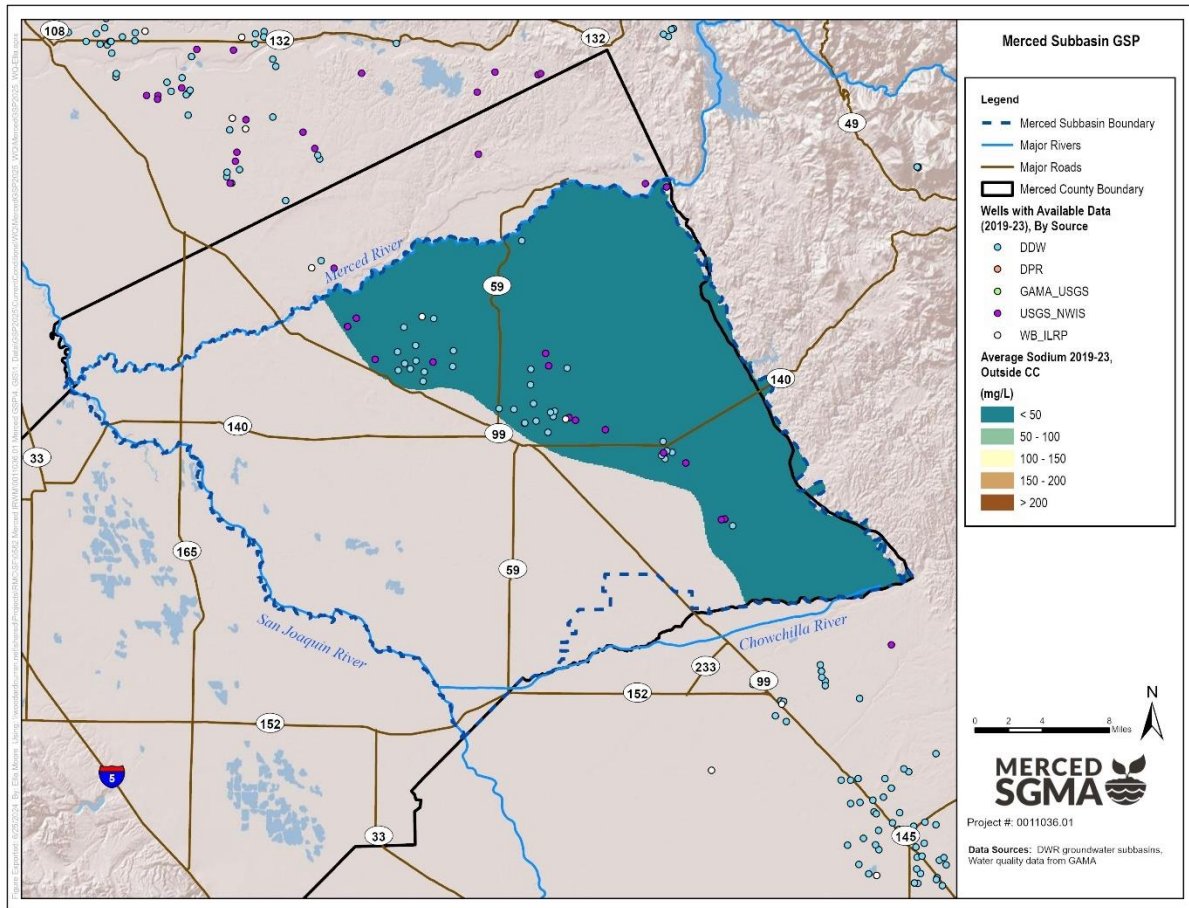 Merced Subbasin GSP
Legend
Merced Subbasin Boundary
Major Rivers
Major Roads
Merced County Boundary
Wells with Available Data
(2019-23), By Source
DDW
DPR
GAMA_USGS
USGS_NWIS
WB_ILRP
Average Sodium 2019-23,
Outside CC
(mg/L)
< 50
50 - 100
100 - 150
150 - 200
> 200
N
0 2 4 8
Miles
MERCED
SGMA
Project #: 0011036.01
Data Sources: DWR groundwater subbasins,
Water quality data from GAMA
108
132
132
49
Merced River
59
140
99
140
33
165
59
San Joaquin River
Chowchilla River
233
99
152
152
5
33
145